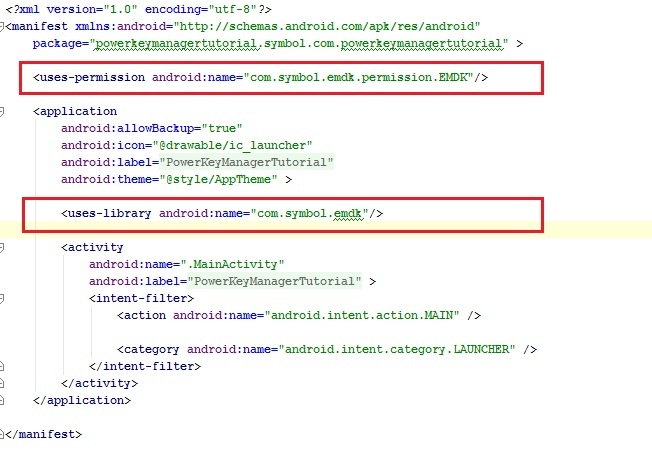 <?xml version="1.0" encoding="utf-8"?>
<manifest xmlns:android="http://schemas.android.com/apk/res/android"
package="powerkeymanagertutorial.symbol.com.powerkeymanagertutorial" >
<uses-permission android:name="com.symbol.emdk.permission.EMDK"/>
<application
android:allowBackup="true"
android:icon="@drawable/ic_launcher"
android:label="PowerKeyManagerTutorial"
android:theme="@style/AppTheme" >
<uses-library android:name="com.symbol.emdk"/>
<activity
android:name=".MainActivity"
android:label="PowerKeyManagerTutorial" >
<intent-filter>
<action android:name="android.intent.action.MAIN" />
<category android:name="android.intent.category.LAUNCHER" />
</intent-filter>
</activity>
</application>
</manifest>